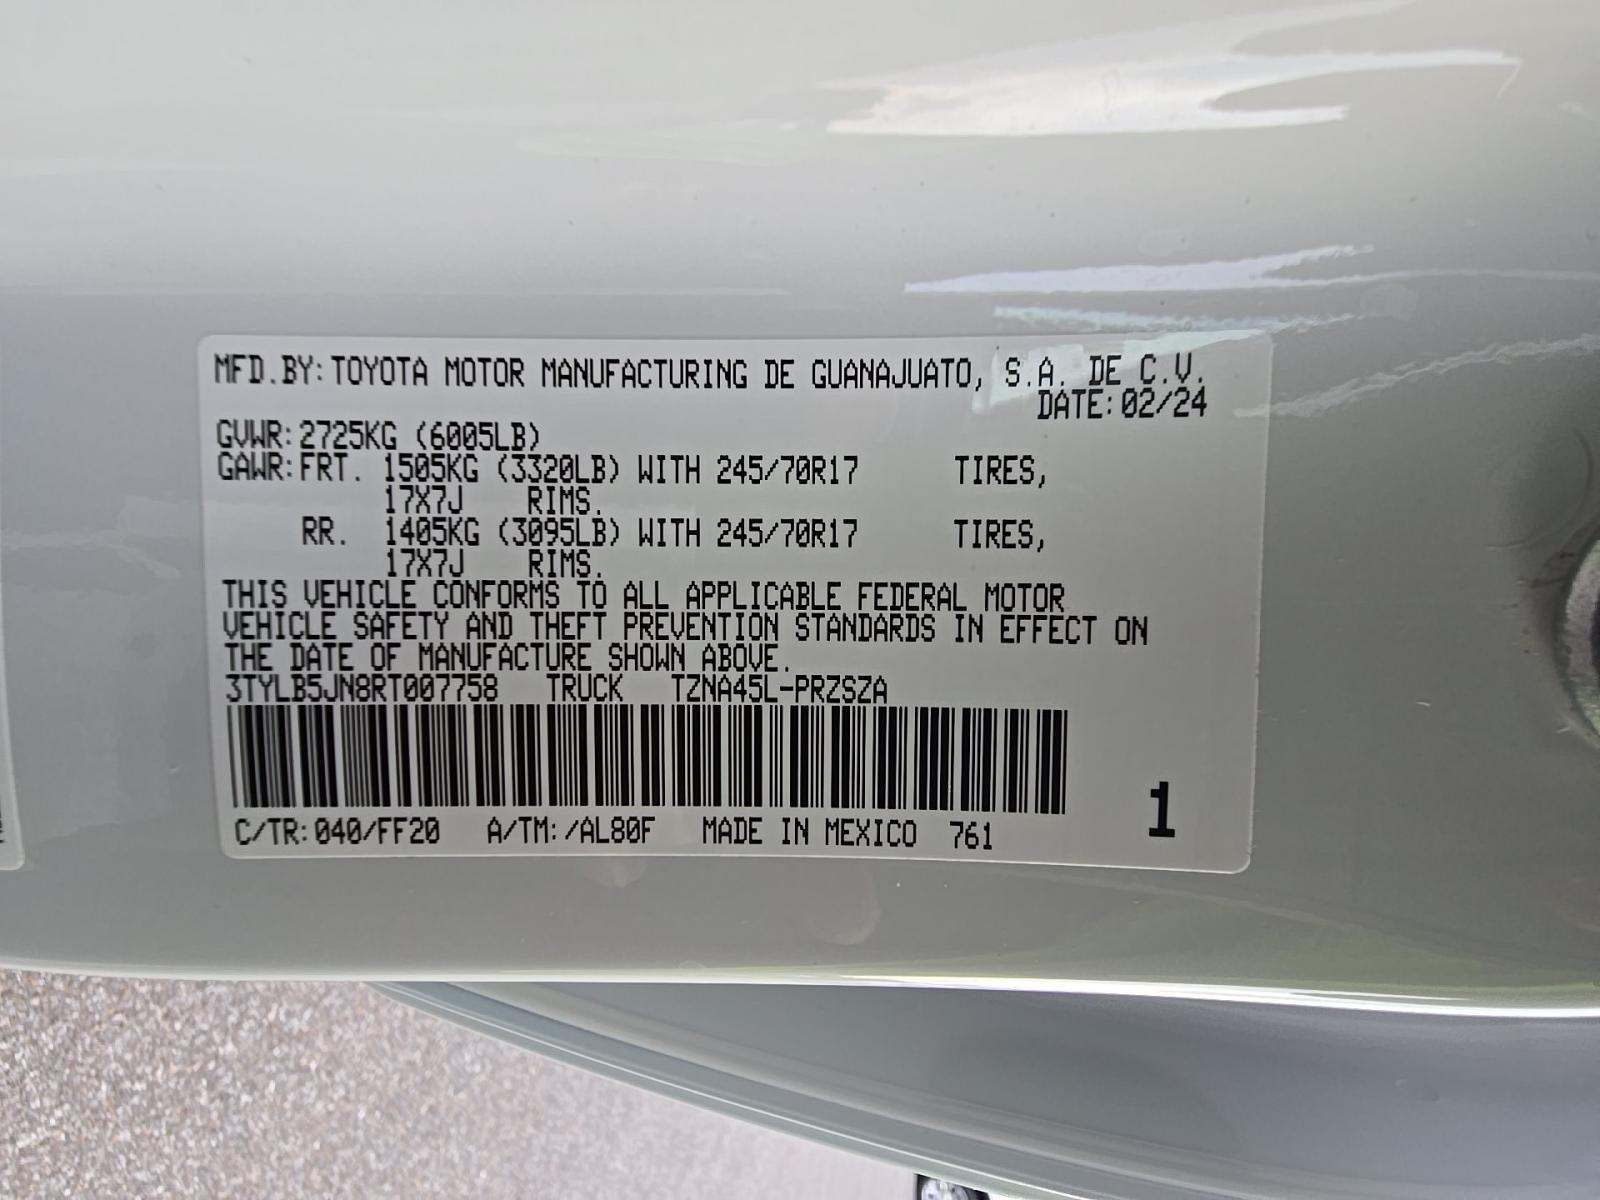 MFD.BY: TOYOTA MOTOR MANUFACTURING DE GUANAJUATO, S.A. DE C.V.
DATE: 02/24
GVWR: 2725KG (6005LB)
GAWR: FRT. 1505KG (3320LB) WITH 245/70R17 TIRES,
17X7J RIMS.
RR. 1405KG (3095LB) WITH 245/70R17 TIRES,
17X7J RIMS.
THIS VEHICLE CONFORMS TO ALL APPLICABLE FEDERAL MOTOR
VEHICLE SAFETY AND THEFT PREVENTION STANDARDS IN EFFECT ON
THE DATE OF MANUFACTURE SHOWN ABOVE.
3TYLB5JN8RT007758 TRUCK TZNA45L-PRZSZA
C/TR: 040/FF20 A/TM: /AL80F MADE IN MEXICO 761
1